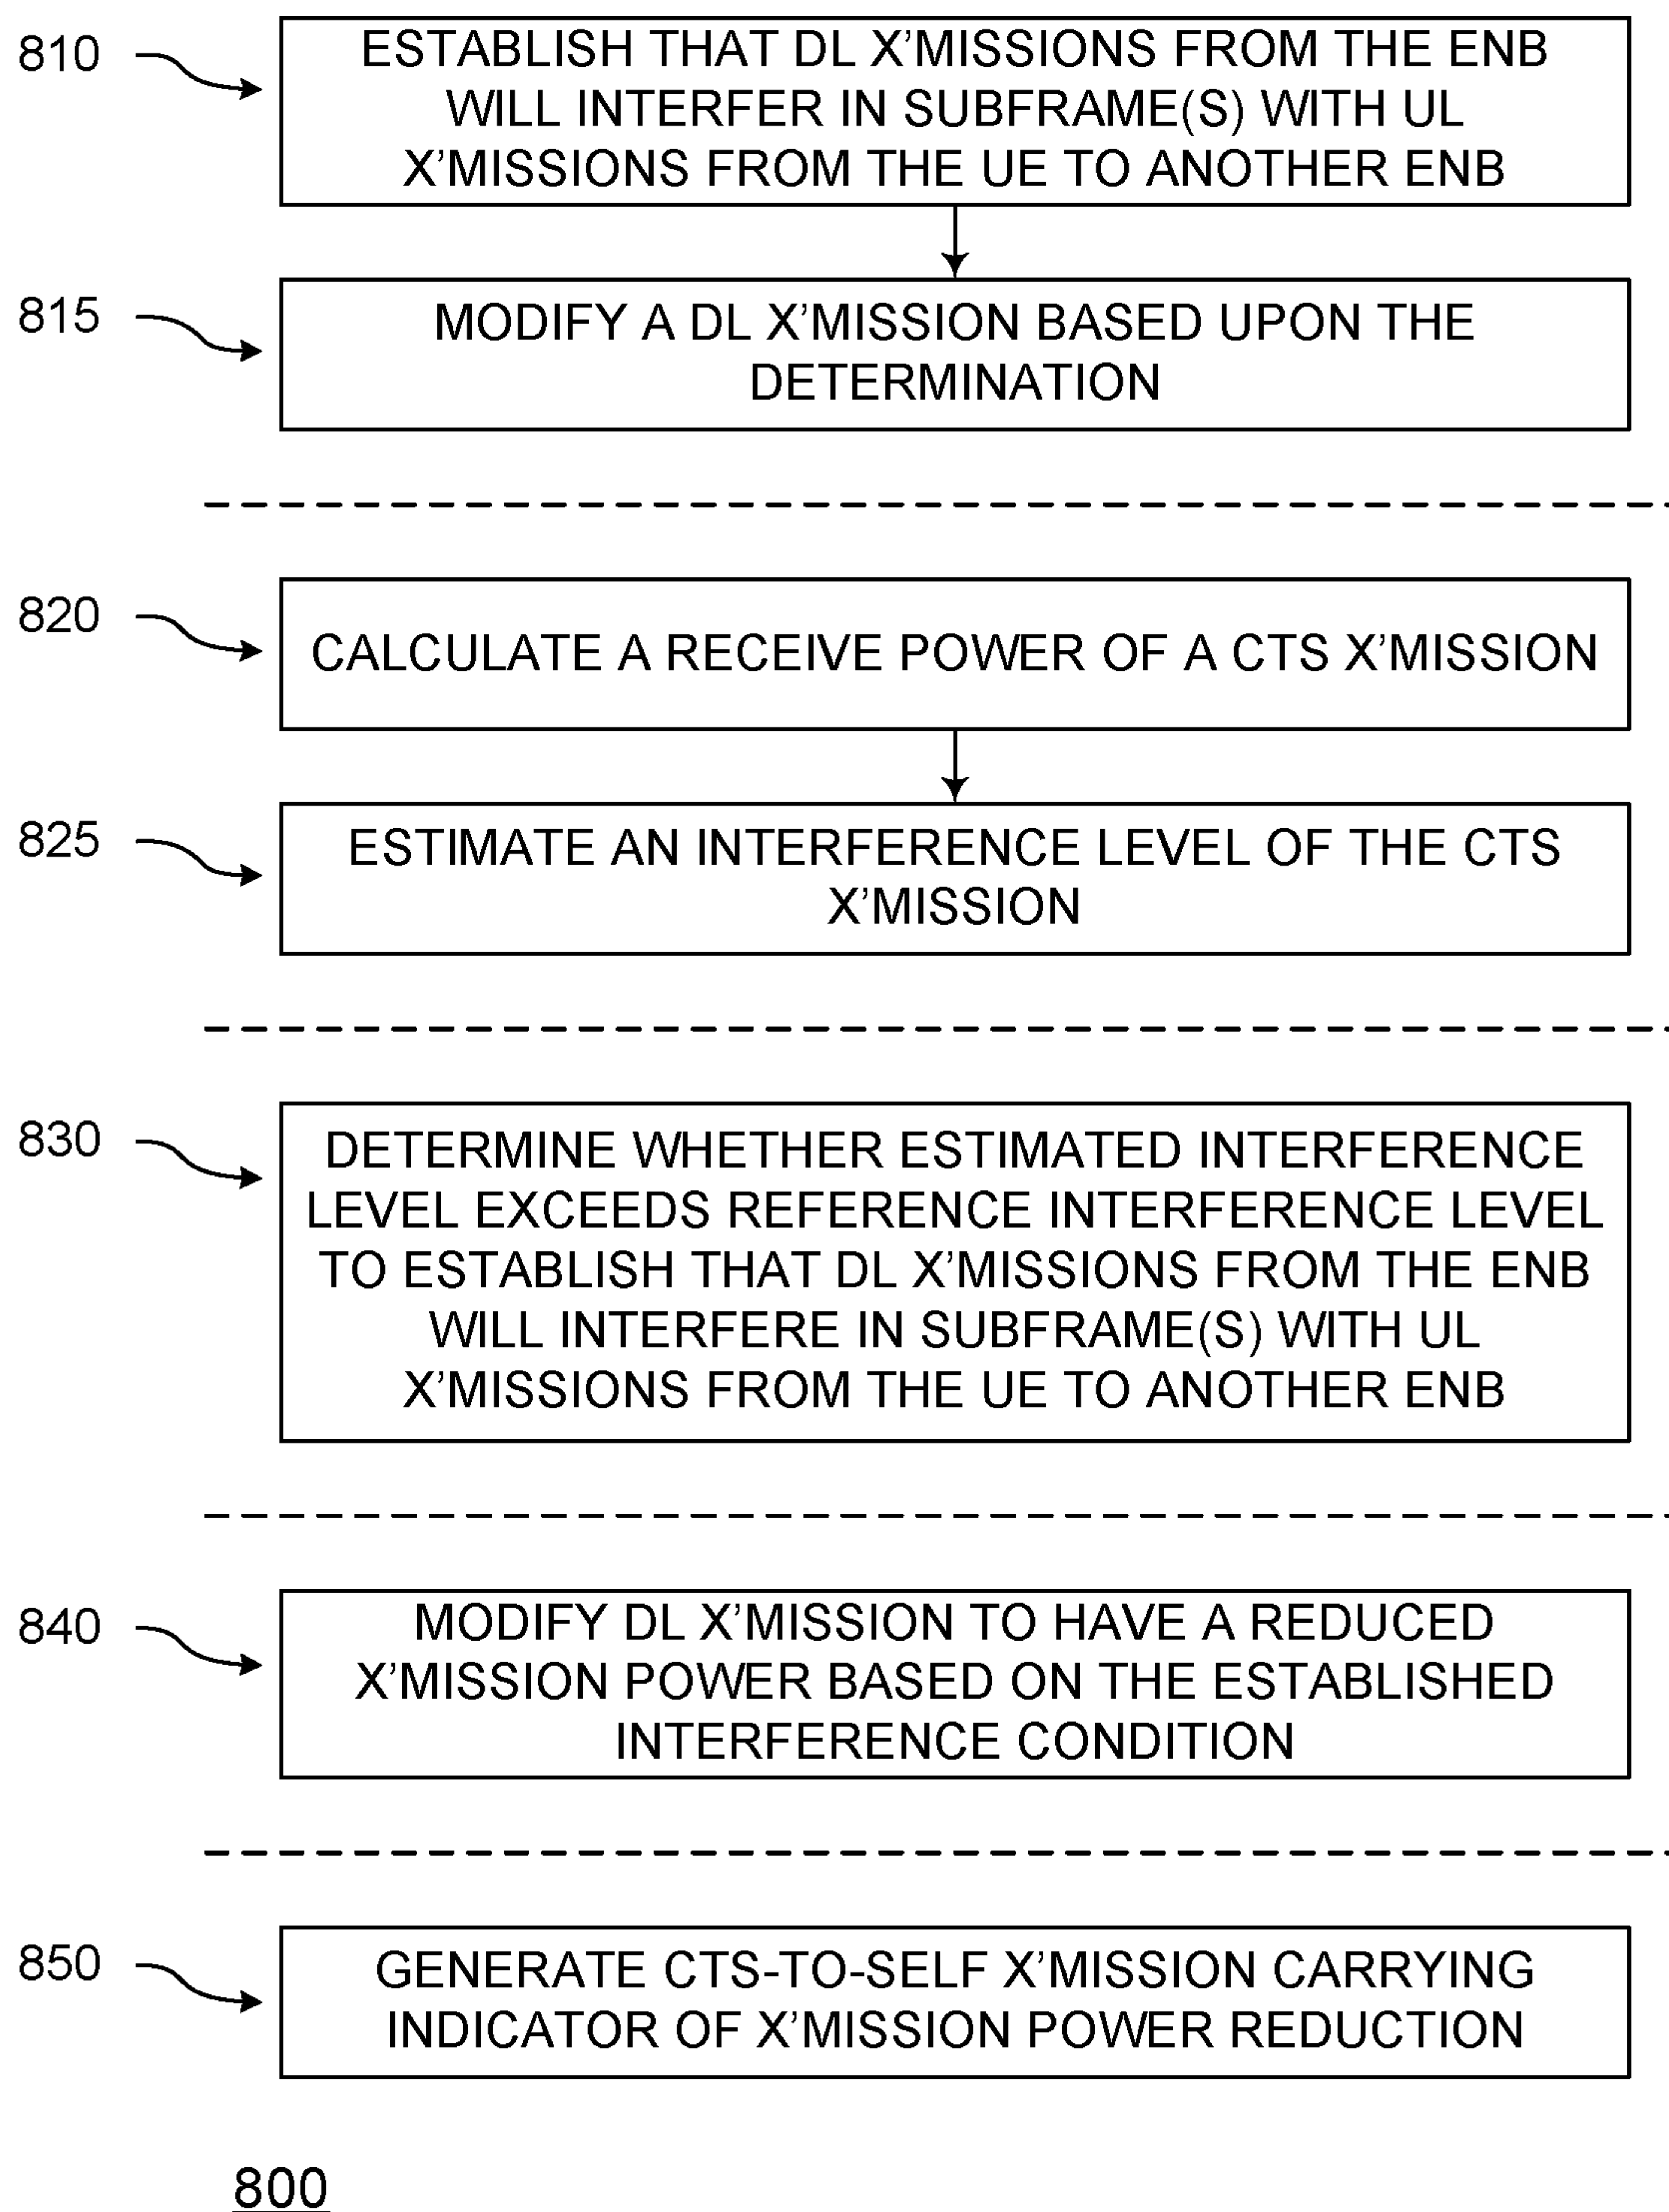 810
ESTABLISH THAT DL X’MISSIONS FROM THE ENB
WILL INTERFER IN SUBFRAME(S) WITH UL
X’MISSIONS FROM THE UE TO ANOTHER ENB
815
MODIFY A DL X’MISSION BASED UPON THE
DETERMINATION
820
CALCULATE A RECEIVE POWER OF A CTS X’MISSION
825
ESTIMATE AN INTERFERENCE LEVEL OF THE CTS
X’MISSION
830
DETERMINE WHETHER ESTIMATED INTERFERENCE
LEVEL EXCEEDS REFERENCE INTERFERENCE LEVEL
TO ESTABLISH THAT DL X’MISSIONS FROM THE ENB
WILL INTERFERE IN SUBFRAME(S) WITH UL
X’MISSIONS FROM THE UE TO ANOTHER ENB
840
MODIFY DL X’MISSION TO HAVE A REDUCED
X’MISSION POWER BASED ON THE ESTABLISHED
INTERFERENCE CONDITION
850
GENERATE CTS-TO-SELF X’MISSION CARRYING
INDICATOR OF X’MISSION POWER REDUCTION
800